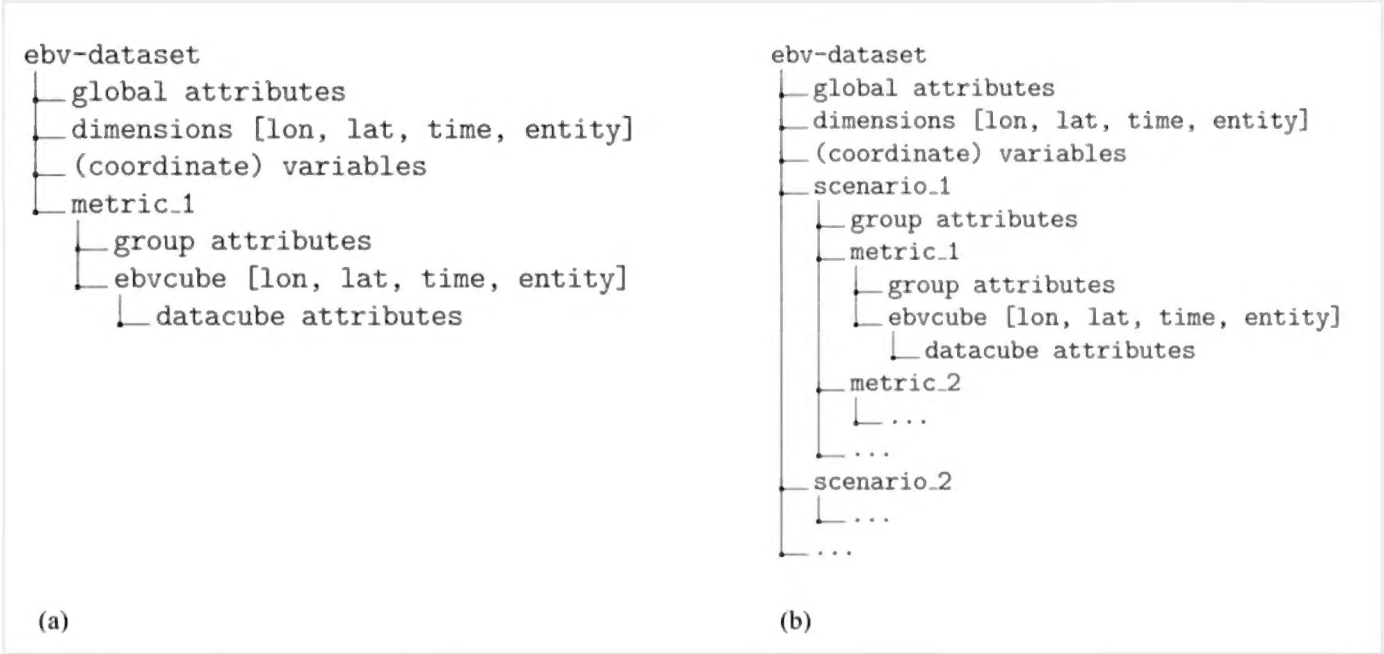 ebv-dataset
global attributes
dimensions [lon, lat, time, entity]
(coordinate) variables
metric_1
group attributes
ebvcube [lon, lat, time, entity]
datacube attributes
(a)
ebv-dataset
global attributes
dimensions [lon, lat, time, entity]
(coordinate) variables
scenario_1
group attributes
metric_1
group attributes
ebvcube [lon, lat, time, entity]
datacube attributes
metric_2
...
...
scenario_2
...
...
(b)